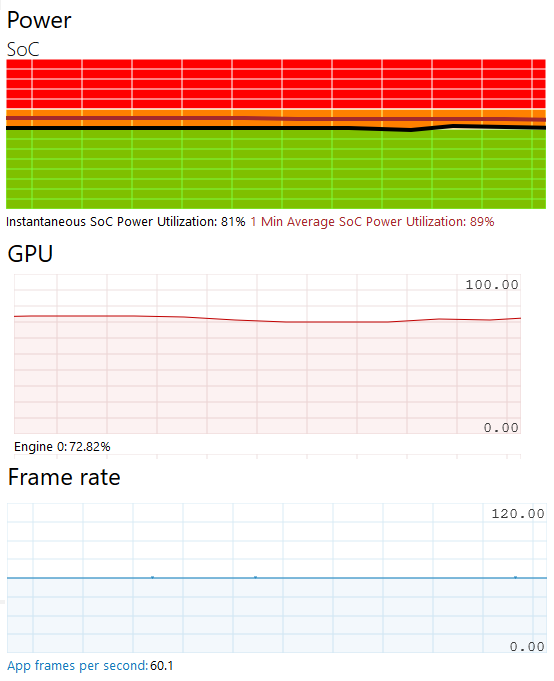 Power
SoC
Instantaneous SoC Power Utilization: 81% 1 Min Average SoC Power Utilization: 89%
GPU
100.00
0.00
Engine 0: 72.82%
Frame rate
120.00
0.00
App frames per second: 60.1